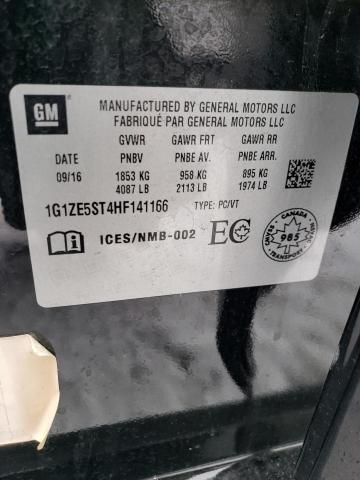 GM
MANUFACTURED BY GENERAL MOTORS LLC
FABRIQUÉ PAR GENERAL MOTORS LLC
GVWR GAWR FRT GAWR RR
DATE PNBV PNBE AV. PNBE ARR.
09/16 1853 KG 958 KG 895 KG
4087 LB 2113 LB 1974 LB
1G1ZE5ST4HF141166 TYPE: PC/VT
ICES/NMB-002 EC
CANADA
985
TRANSPORT